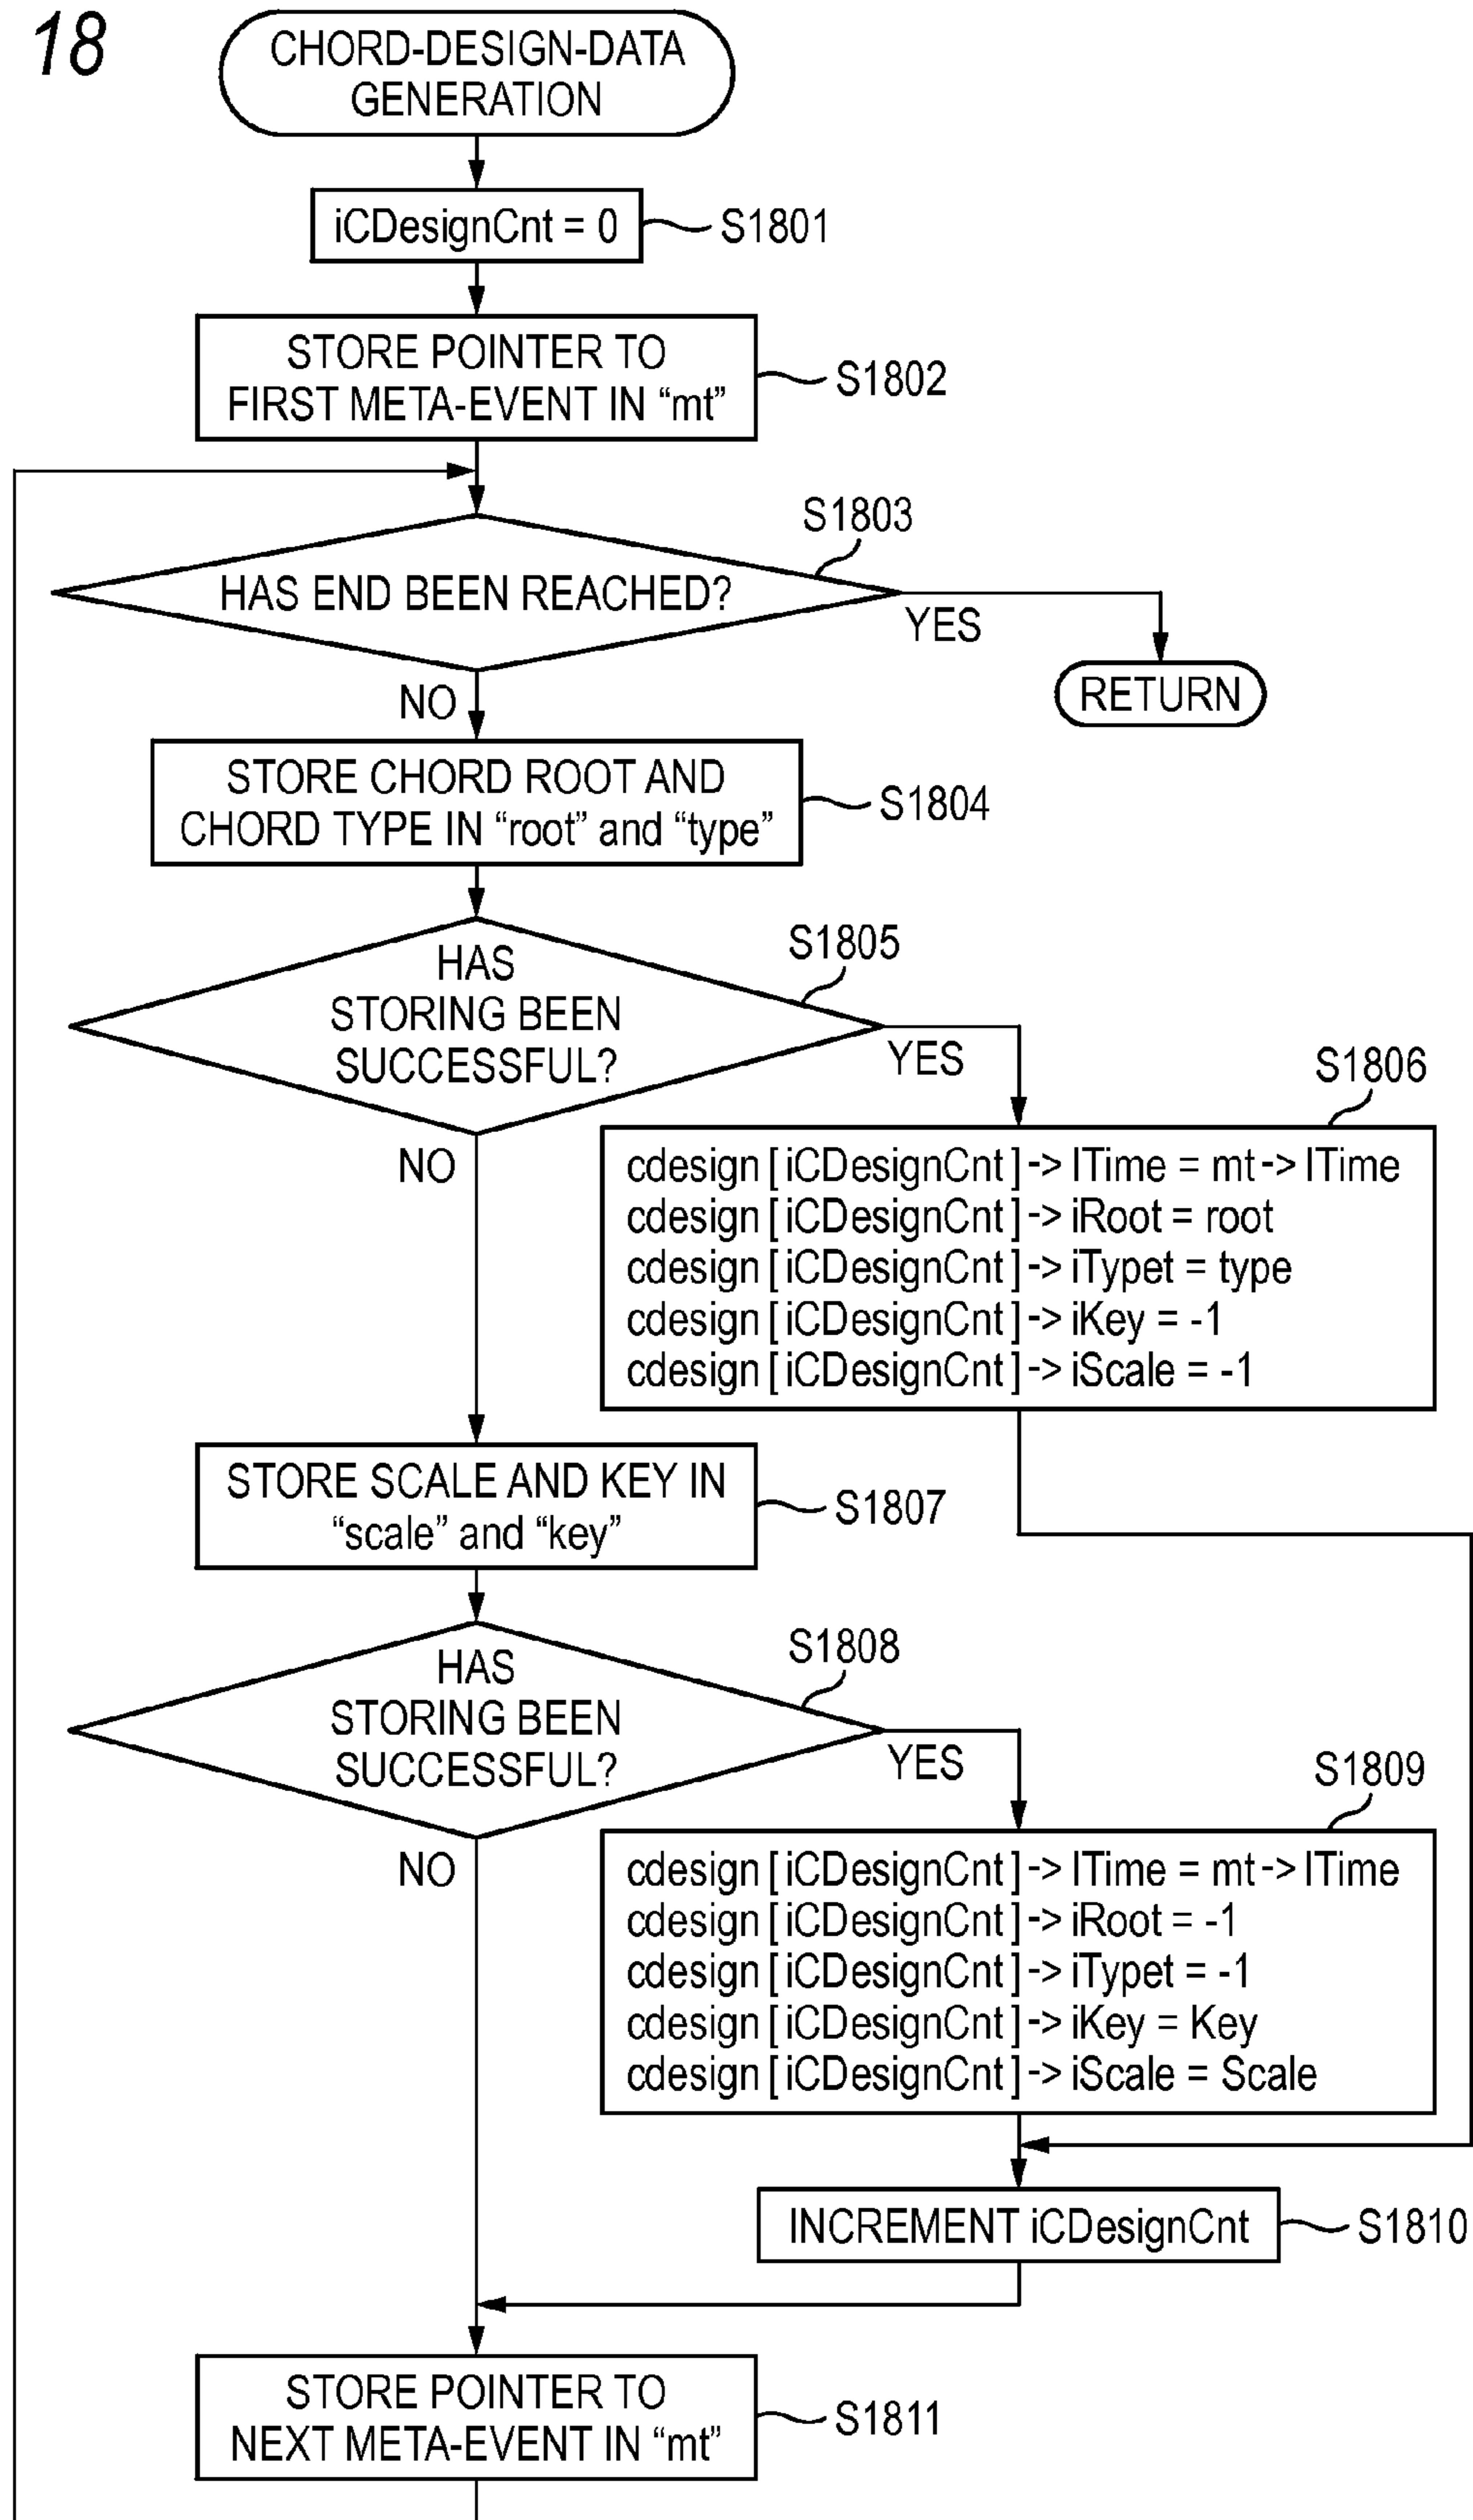 18
CHORD-DESIGN-DATA
GENERATION
iCDesignCnt = 0
S1801
STORE POINTER TO
FIRST META-EVENT IN “mt”
S1802
S1803
HAS END BEEN REACHED?
YES
RETURN
NO
STORE CHORD ROOT AND
CHORD TYPE IN “root” and “type”
S1804
HAS
STORING BEEN
SUCCESSFUL?
S1805
YES
NO
S1806
cdesign [iCDesignCnt] -> lTime = mt -> lTime
cdesign [iCDesignCnt] -> iRoot = root
cdesign [iCDesignCnt] -> iTypet = type
cdesign [iCDesignCnt] -> iKey = -1
cdesign [iCDesignCnt] -> iScale = -1
STORE SCALE AND KEY IN
“scale” and “key”
S1807
HAS
STORING BEEN
SUCCESSFUL?
S1808
YES
NO
S1809
cdesign [iCDesignCnt] -> lTime = mt -> lTime
cdesign [iCDesignCnt] -> iRoot = -1
cdesign [iCDesignCnt] -> iTypet = -1
cdesign [iCDesignCnt] -> iKey = Key
cdesign [iCDesignCnt] -> iScale = Scale
INCREMENT iCDesignCnt
S1810
STORE POINTER TO
NEXT META-EVENT IN “mt”
S1811